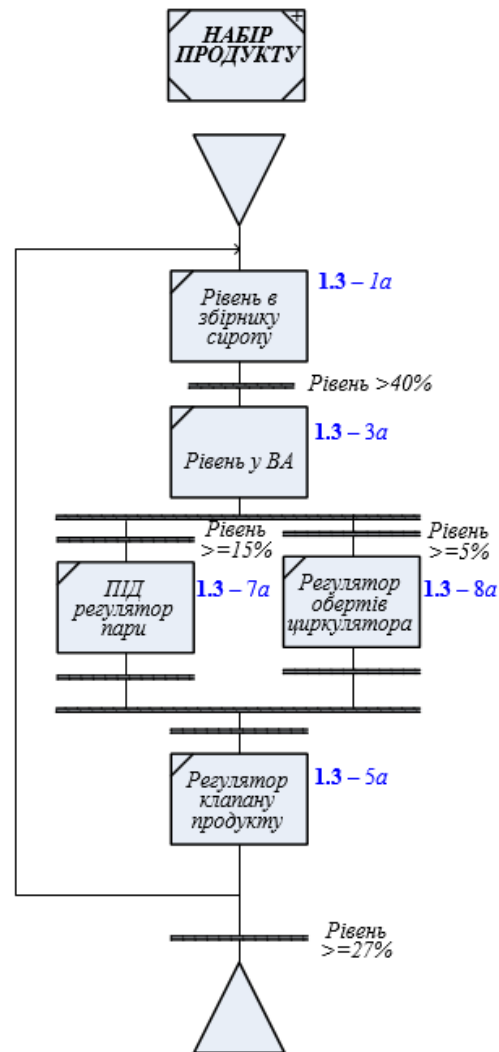 НАБІР
ПРОДУКТУ
+
1.3 – 1а
Рівень в
збірнику
сиропу
Рівень >40%
1.3 – 3а
Рівень у ВА
Рівень
>=15%
Рівень
>=5%
ПІД
регулятор
пари
1.3 – 7а
Регулятор
обертів
циркулятора
1.3 – 8а
Регулятор
клапану
продукту
1.3 – 5а
Рівень
>=27%